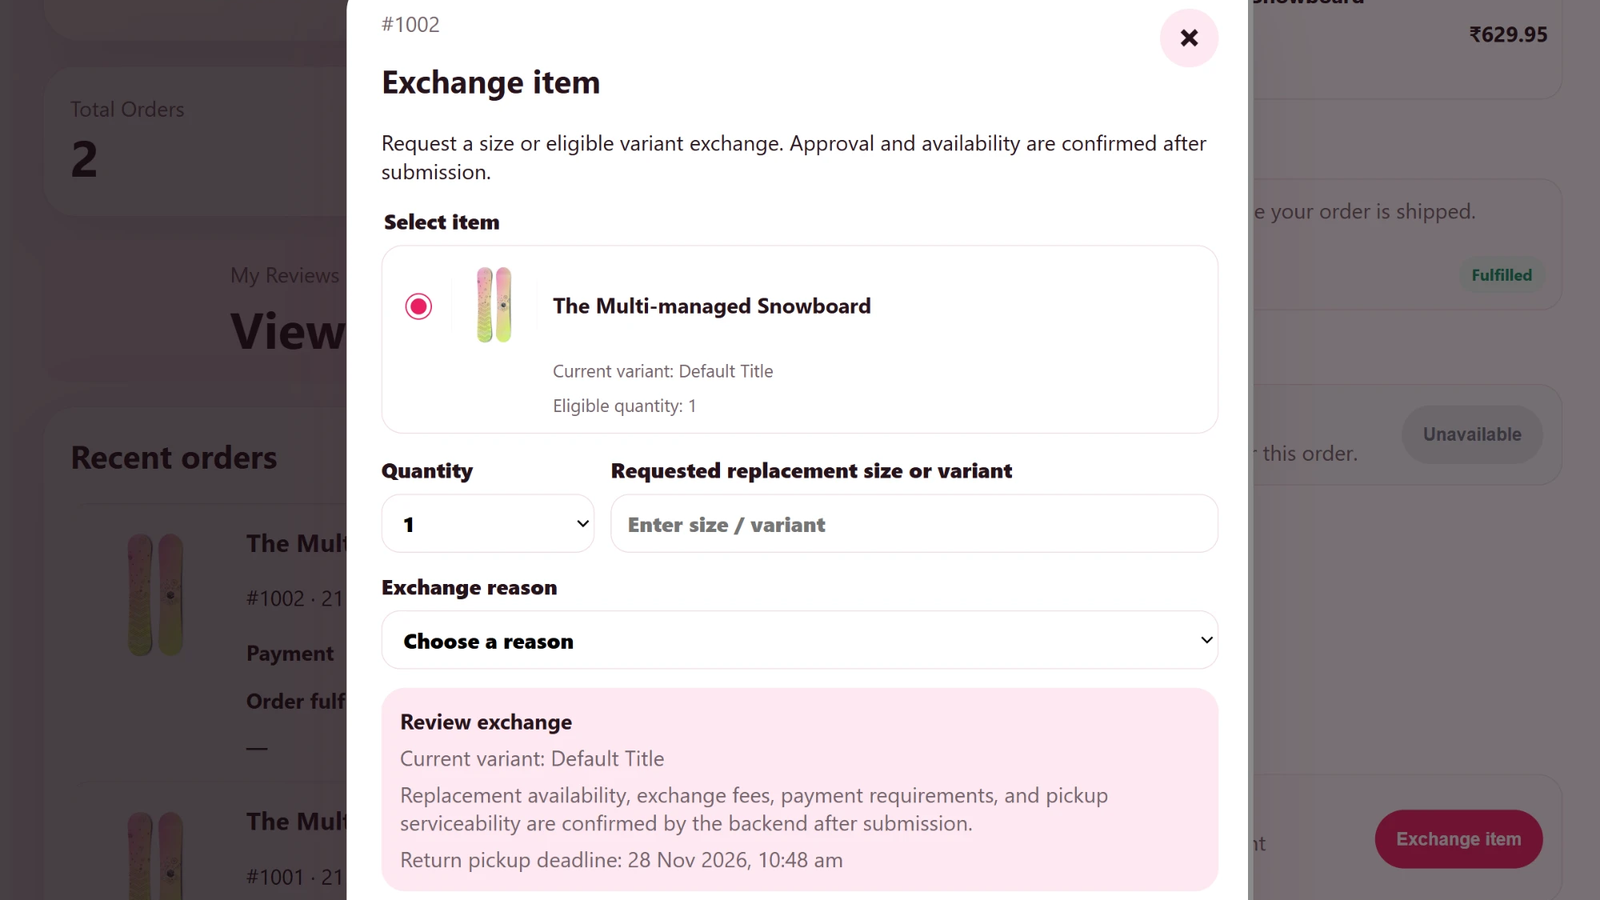 #1002
Exchange item
Request a size or eligible variant exchange. Approval and availability are confirmed after
submission.
Select item
The Multi-managed Snowboard
Current variant: Default Title
Eligible quantity: 1
Quantity
Requested replacement size or variant
1
Enter size / variant
Exchange reason
Choose a reason
Review exchange
Current variant: Default Title
Replacement availability, exchange fees, payment requirements, and pickup
serviceability are confirmed by the backend after submission.
Return pickup deadline: 28 Nov 2026, 10:48 am
Total Orders
2
My Reviews
View
Recent orders
The Mult
#1002 · 21
Payment
Order fulf
—
The Mult
#1001 · 21
₹629.95
e your order is shipped.
Fulfilled
Unavailable
this order.
Exchange item